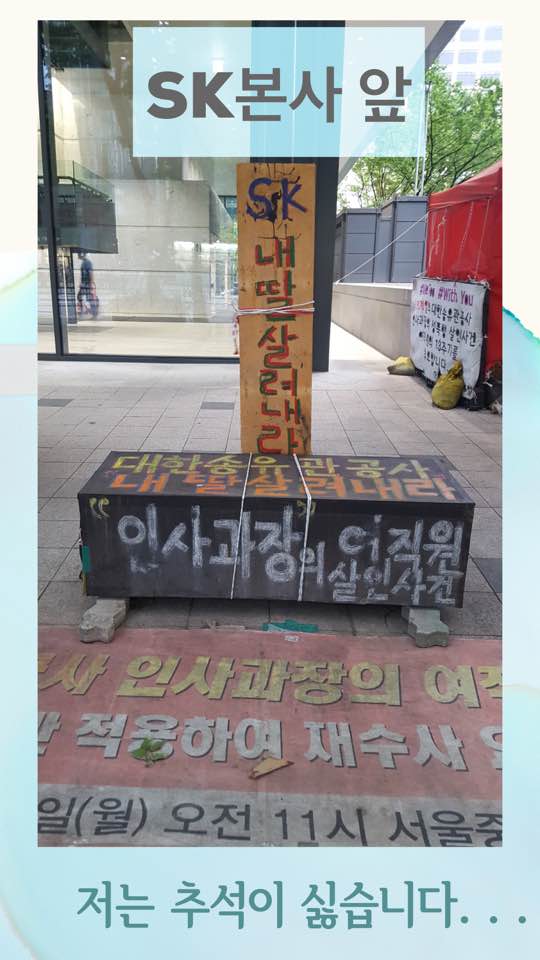 SK본사 앞
SK
내딸살려내라
#With You
대한송유관공사
내 딸 살려내라
"인사과장"의 여직원
살인사건
사 인사과장의 여
적용하여 재수사
일(월) 오전 11시 서울중
저는 추석이 싫습니다. . .